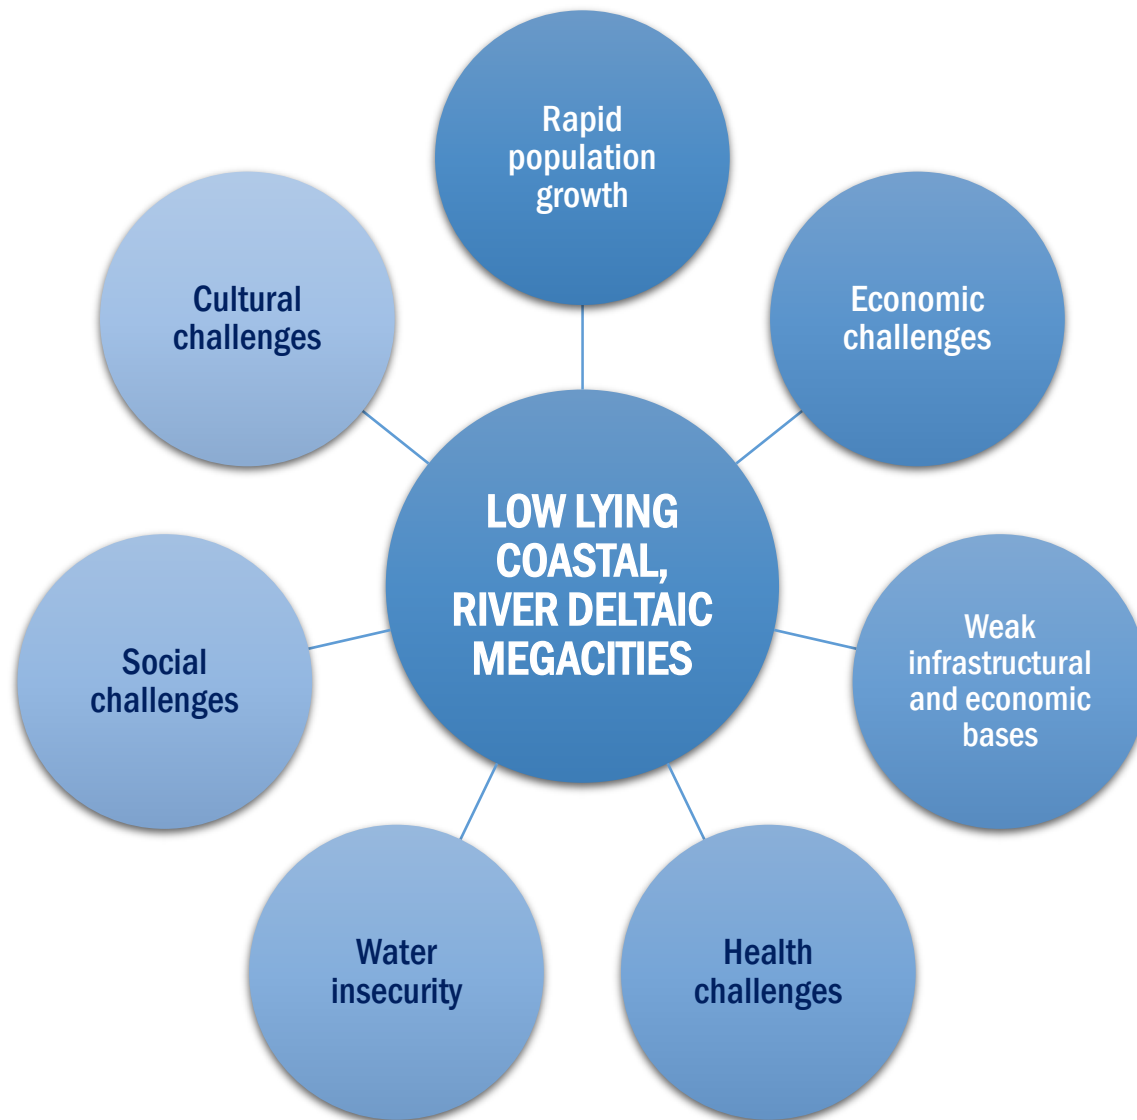 Rapid
population
growth
Economic
challenges
Weak
infrastructural
and economic
bases
Health
challenges
Water
insecurity
Social
challenges
Cultural
challenges
LOW LYING
COASTAL,
RIVER DELTAIC
MEGACITIES